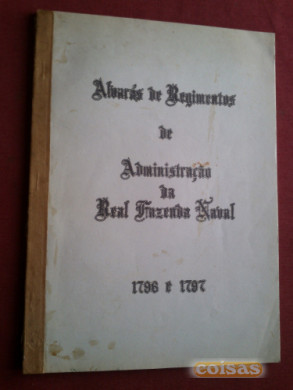 Alvarás de Regimentos
de
Administração
da
Real Fazenda Naval
1796 e 1797
coisas